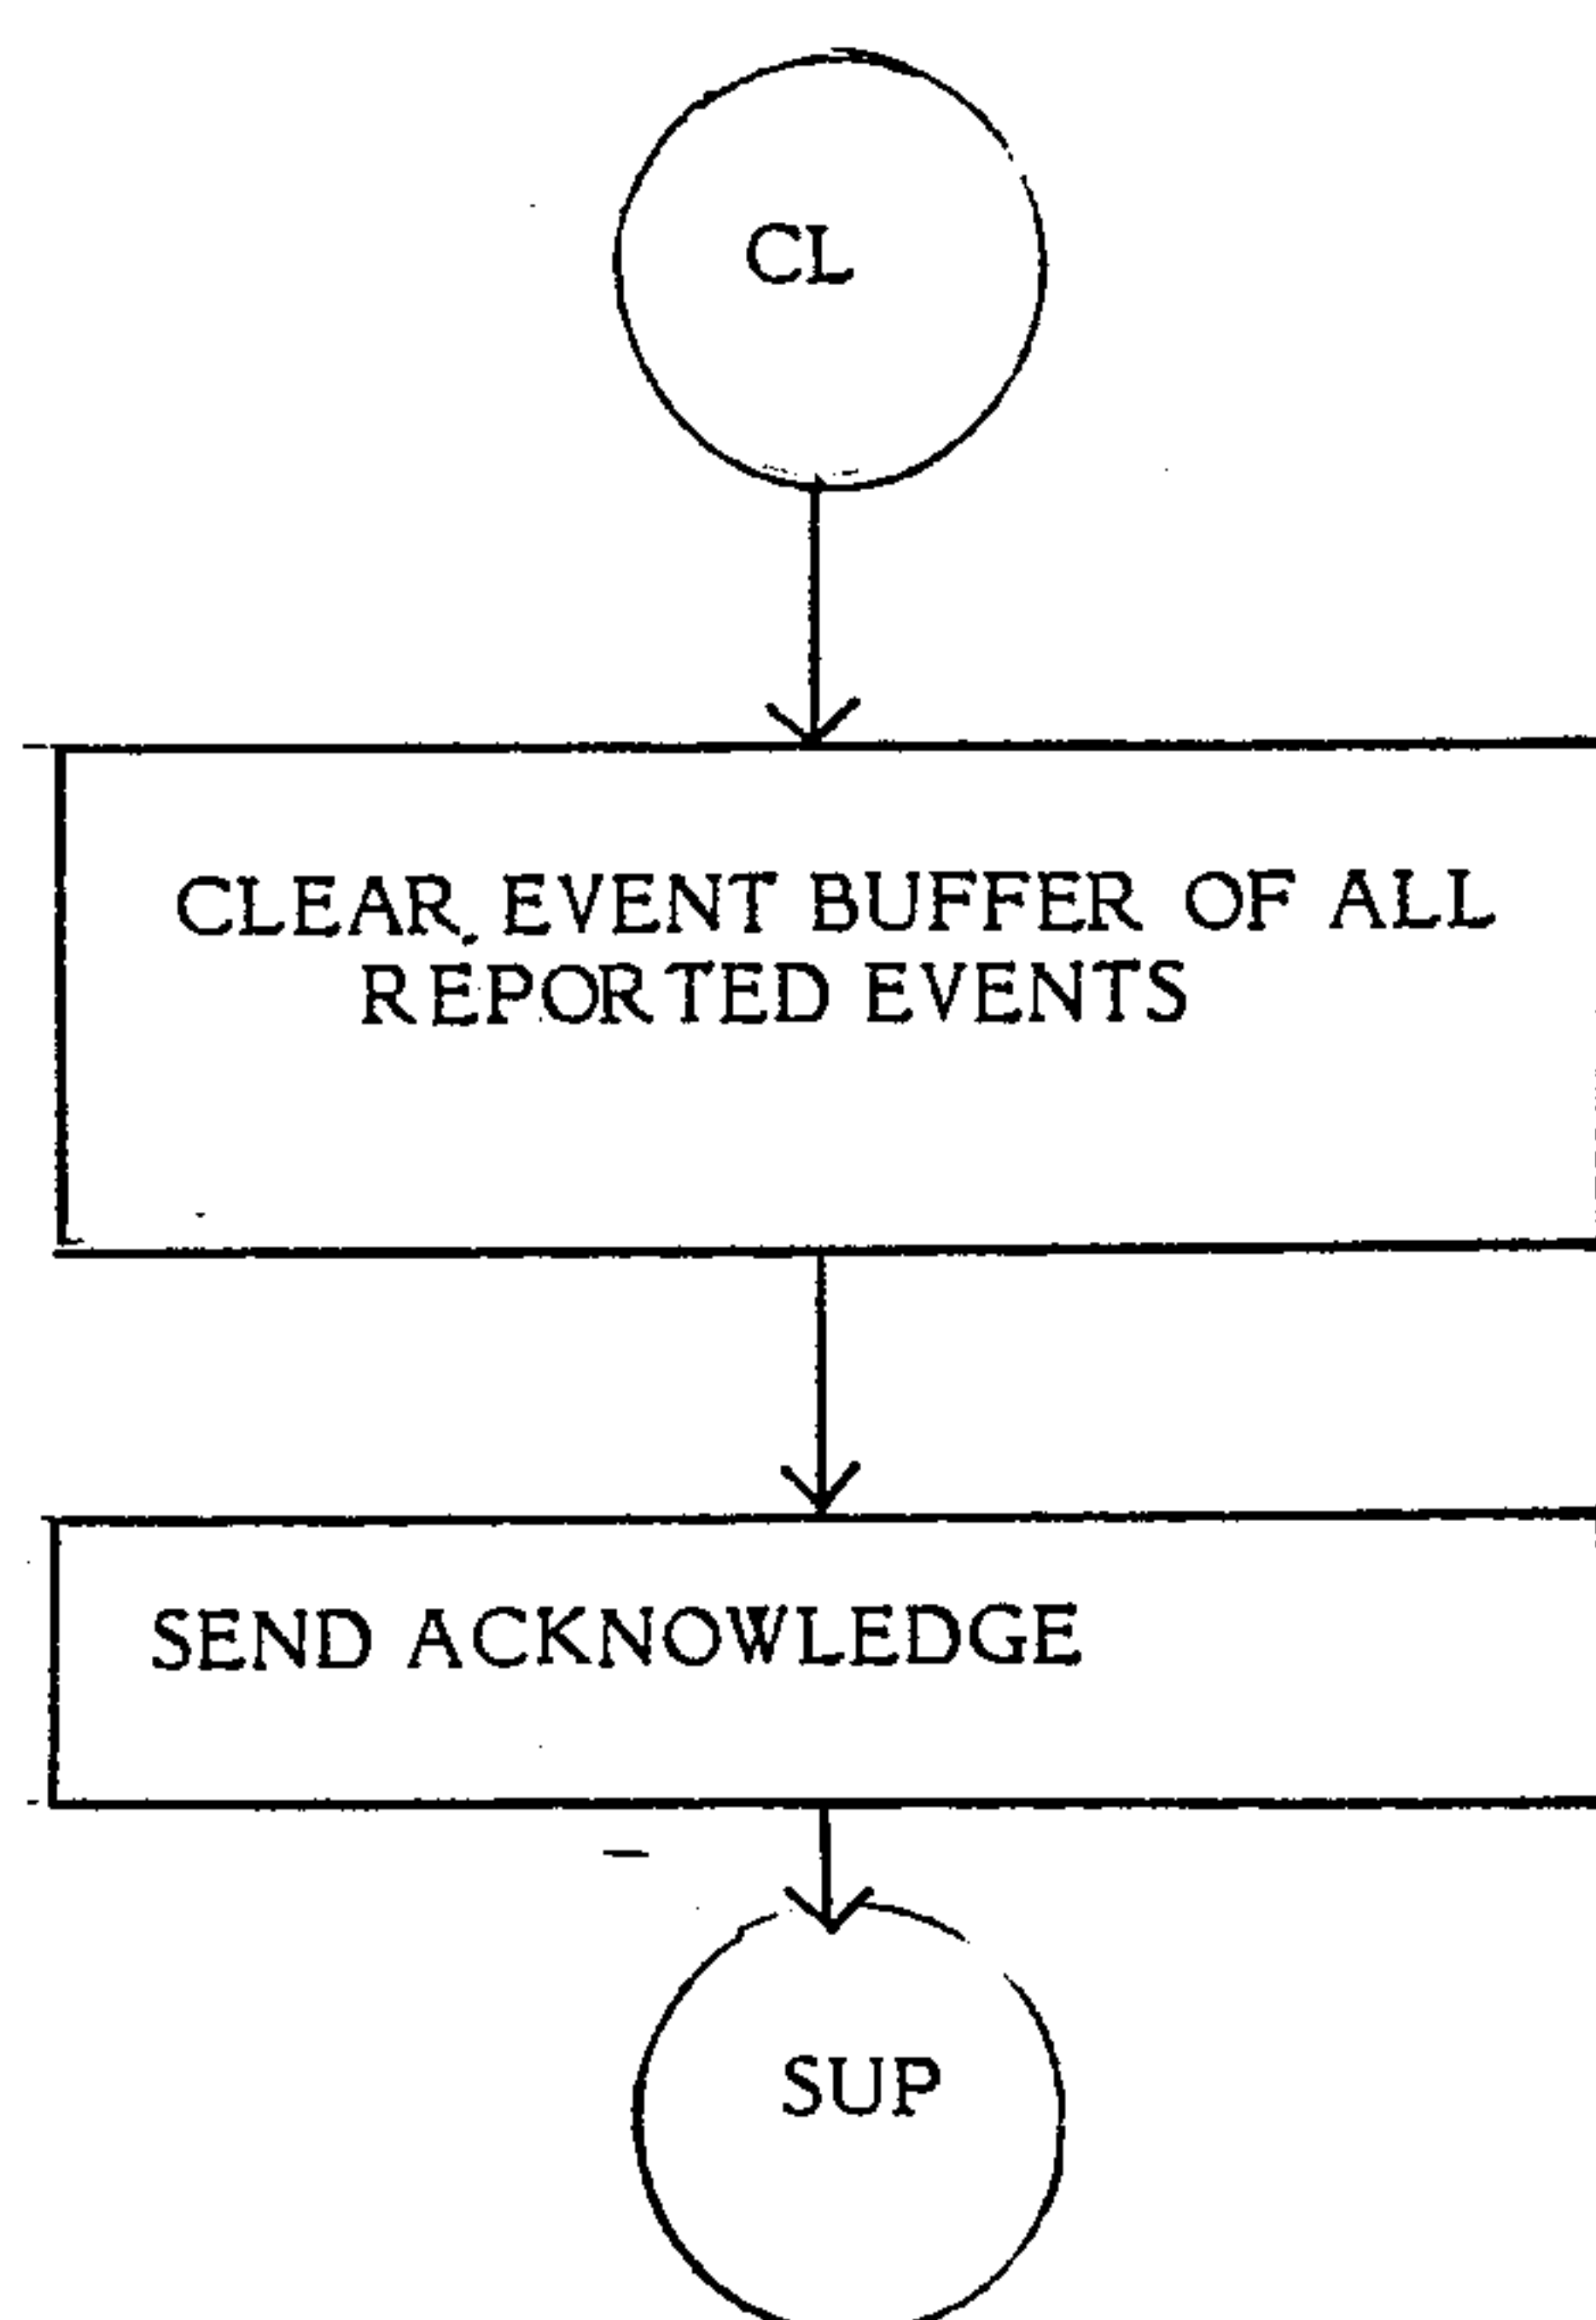 CL
CLEAR EVENT BUFFER OF ALL
REPORTED EVENTS
SEND ACKNOWLEDGE
SUP